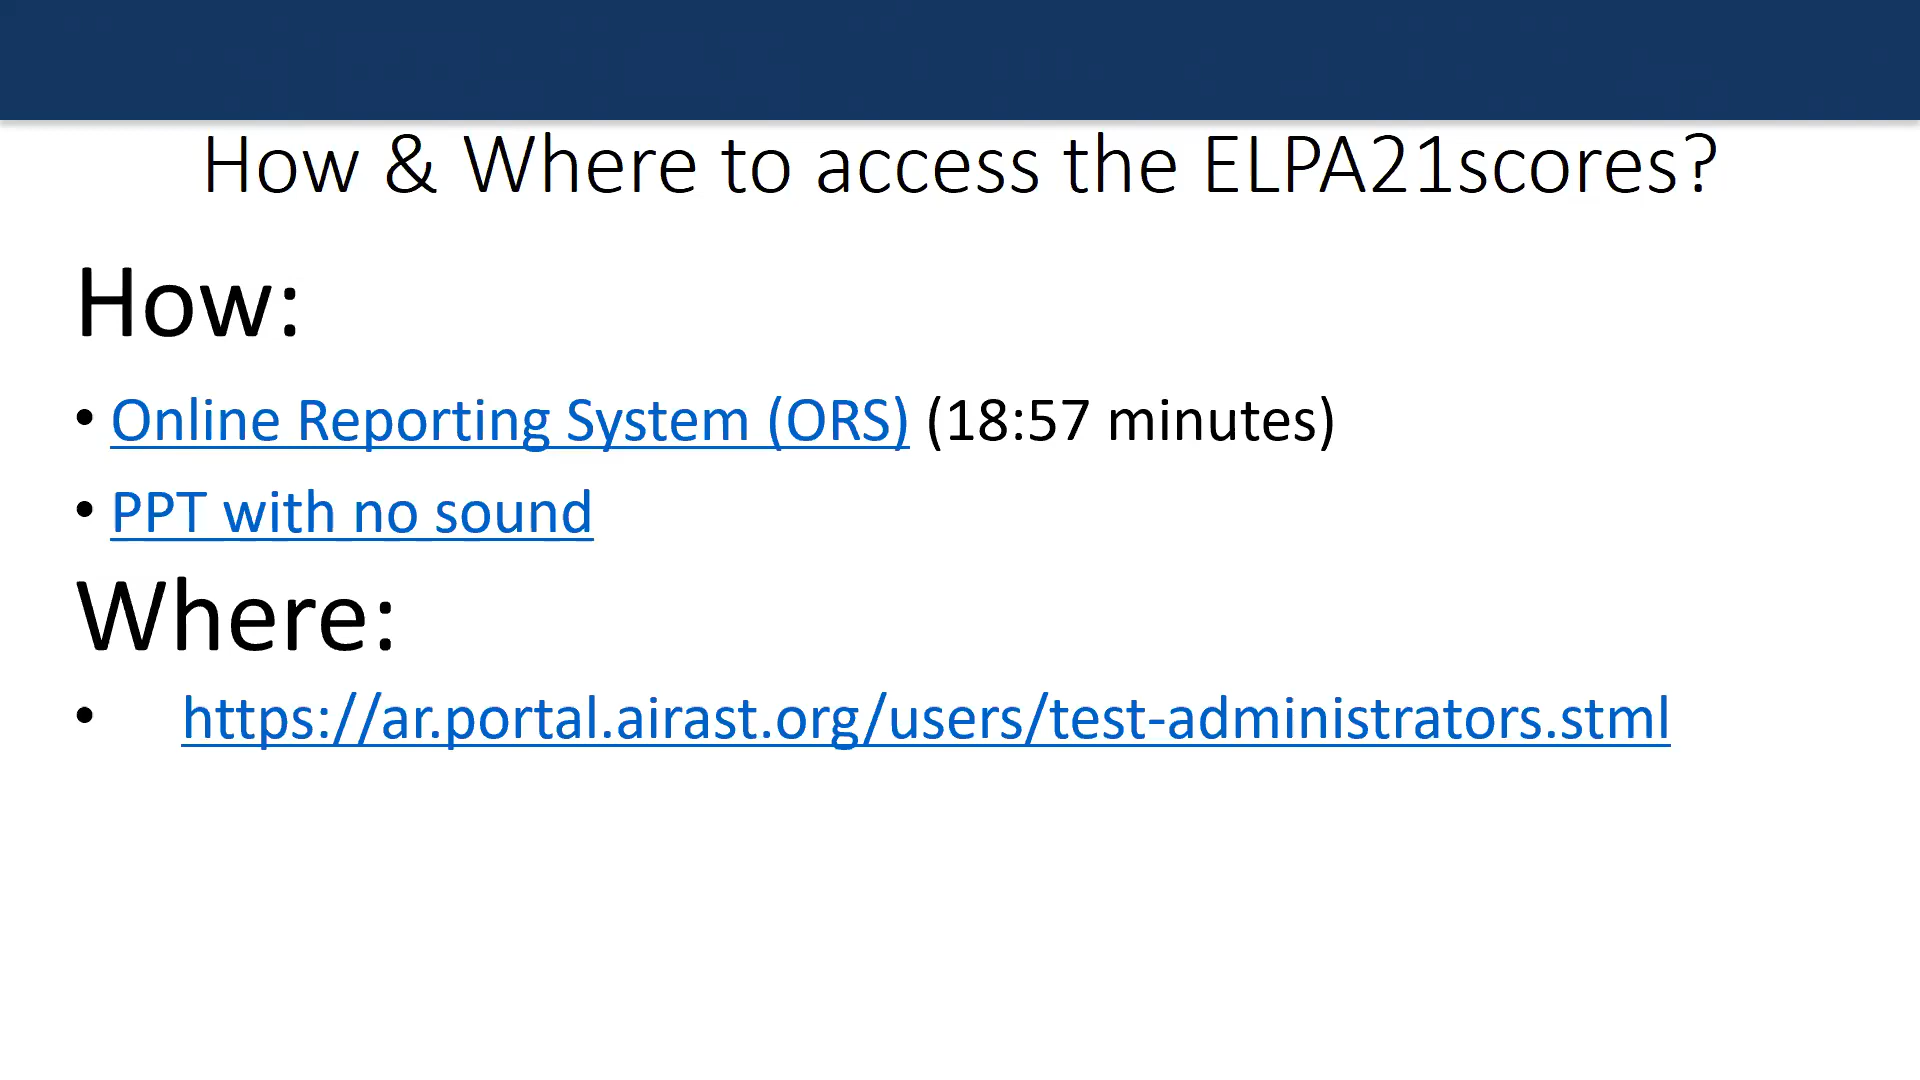 How & Where to access the ELPA21scores?
How:
• Online Reporting System (ORS) (18:57 minutes)
• PPT with no sound
Where:
• https://ar.portal.airast.org/users/test-administrators.stml